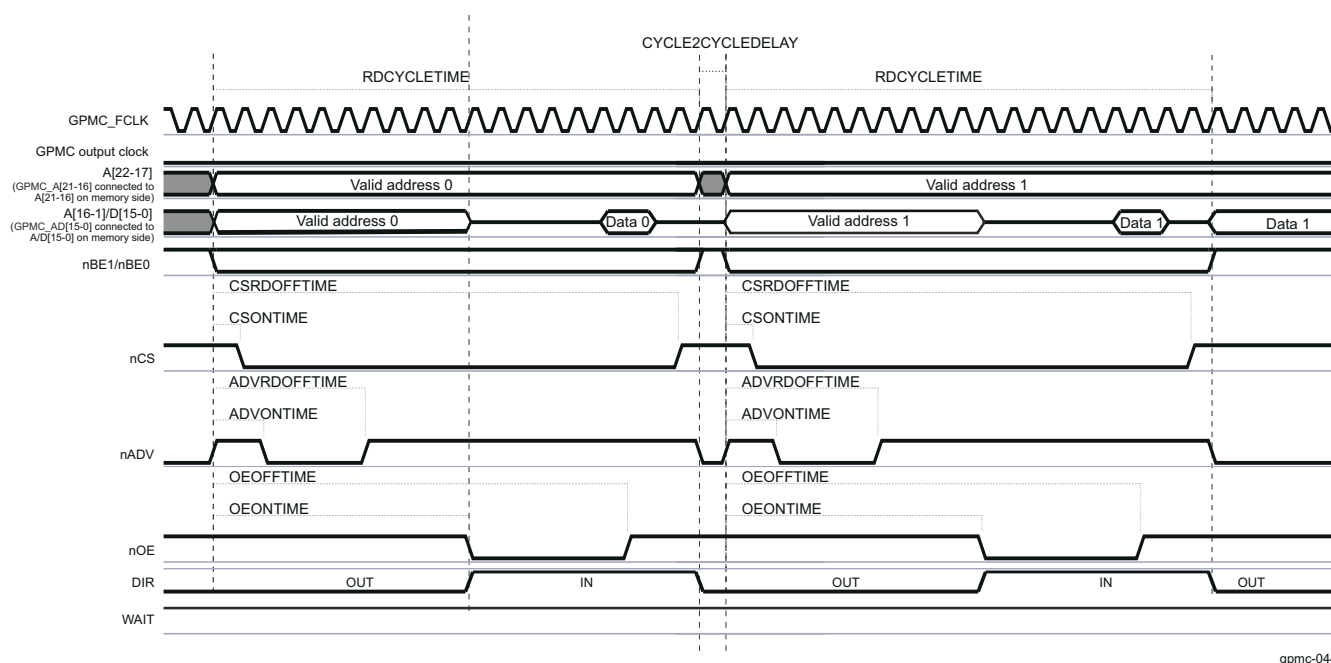 CYCLE2CYCLEDELAY
RDCYCLETIME RDCYCLETIME
GPMC_FCLK
GPMC output clock
A[22-17]
(GPMC_A[21-16] connected to
A[21-16] on memory side)
Valid address 0 Valid address 1
A[16-1]/D[15-0]
(GPMC_AD[15-0] connected to
A/D[15-0] on memory side)
Valid address 0 Data 0 Valid address 1 Data 1 Data 1
nBE1/nBE0
CSRDOFFTIME CSRDOFFTIME
CSONTIME CSONTIME
nCS
ADVRDOFFTIME ADVRDOFFTIME
ADVONTIME ADVONTIME
nADV
OEOFFTIME OEOFFTIME
OEONTIME OEONTIME
nOE
DIR OUT IN OUT IN OUT
WAIT